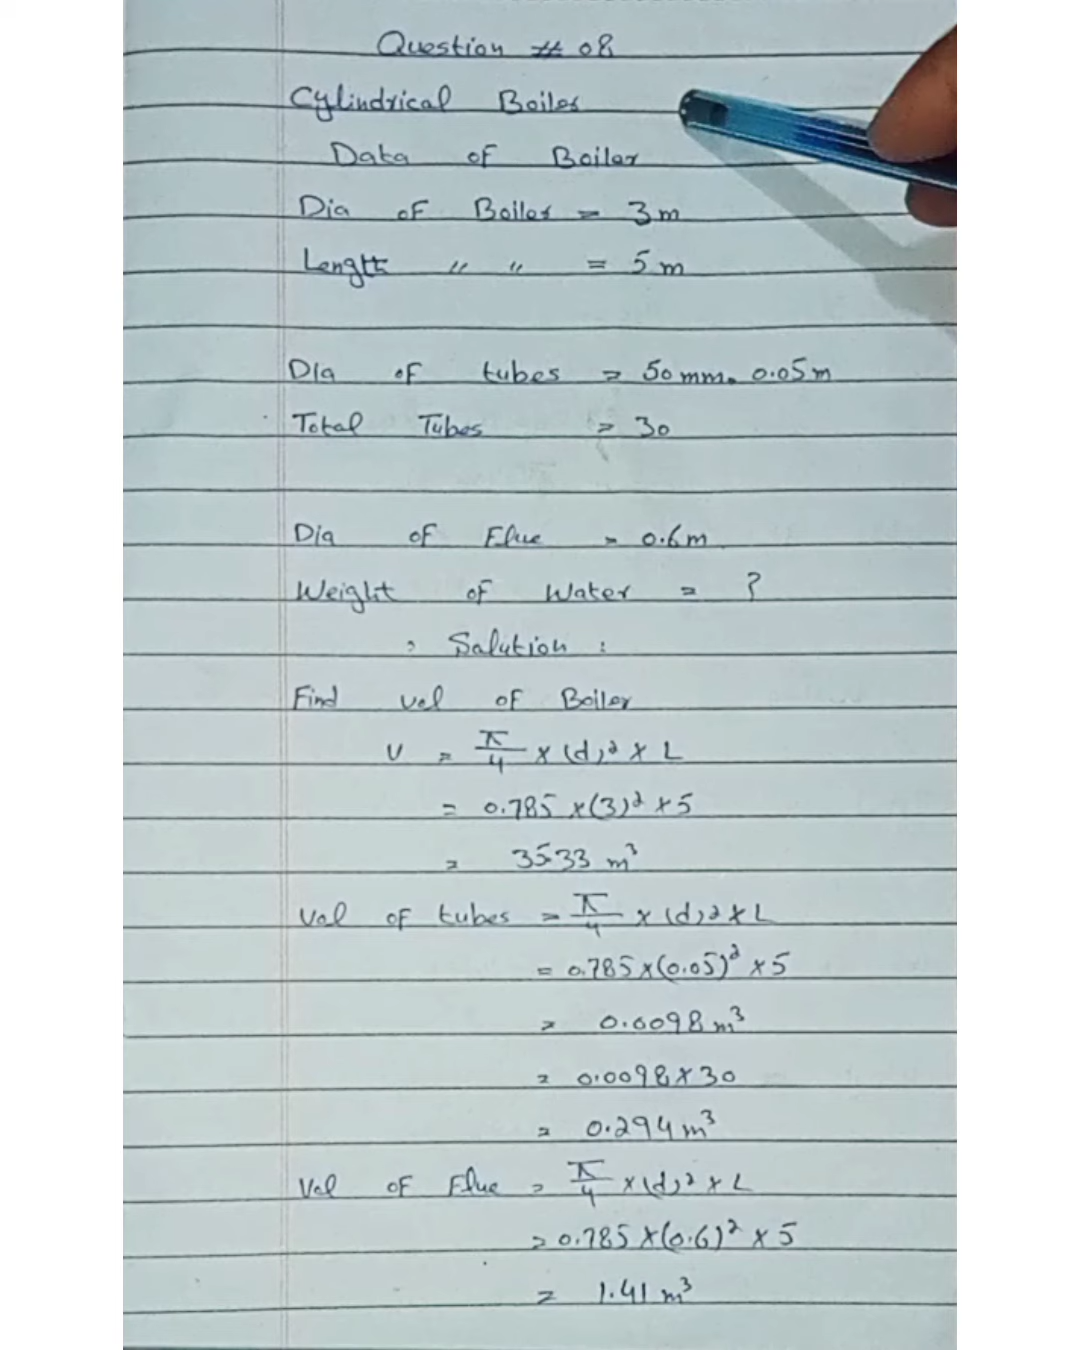 Question # 08
Cylindrical Boiler
Data of Boiler
Dia of Boiler = 3m
Length " " = 5m
Dia of tubes = 50mm. 0.05m
Total Tubes = 30
Dia of Flue = 0.6m
Weight of Water = ?
: Salution :
Find vol of Boiler
V = π/4 × (d)² × L
= 0.785 × (3)² × 5
= 3533 m³
Vol of tubes = π/4 × (d)² × L
= 0.785 × (0.05)² × 5
= 0.0098 m³
= 0.0098 × 30
= 0.294 m³
Vol of Flue = π/4 × (d)² × L
= 0.785 × (0.6)² × 5
= 1.41 m³